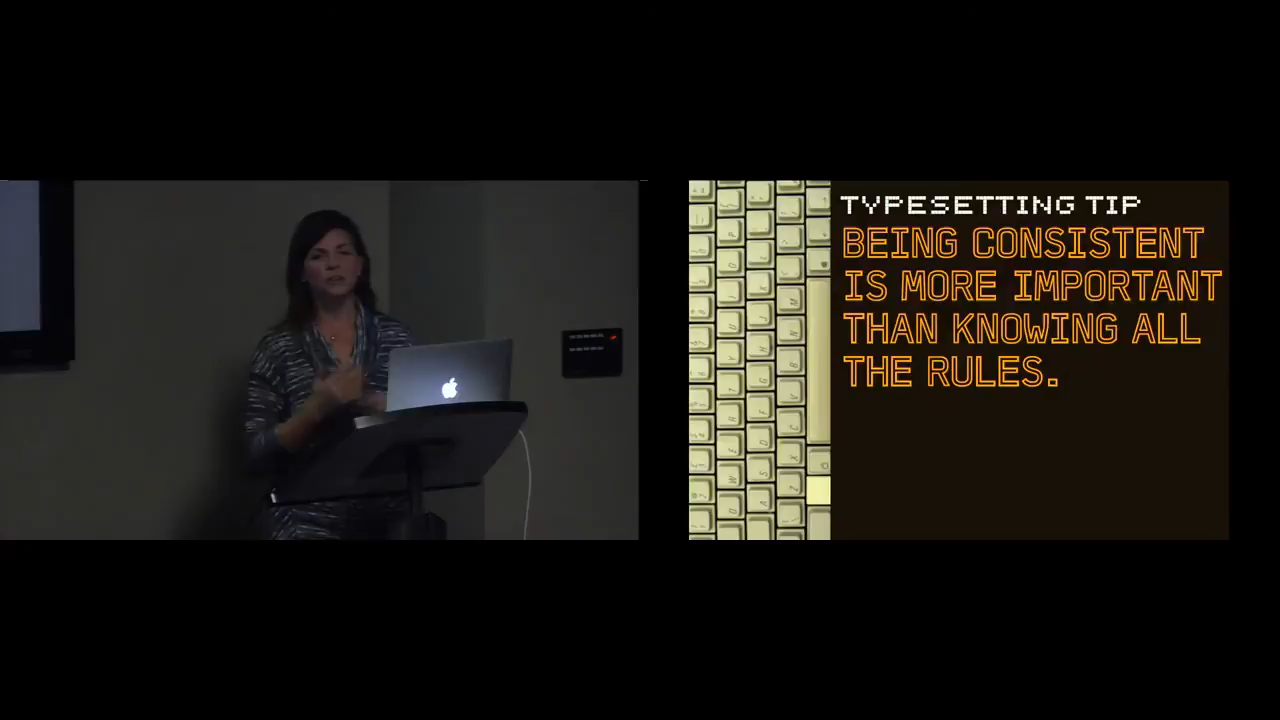 TYPESETTING TIP
BEING CONSISTENT
IS MORE IMPORTANT
THAN KNOWING ALL
THE RULES.